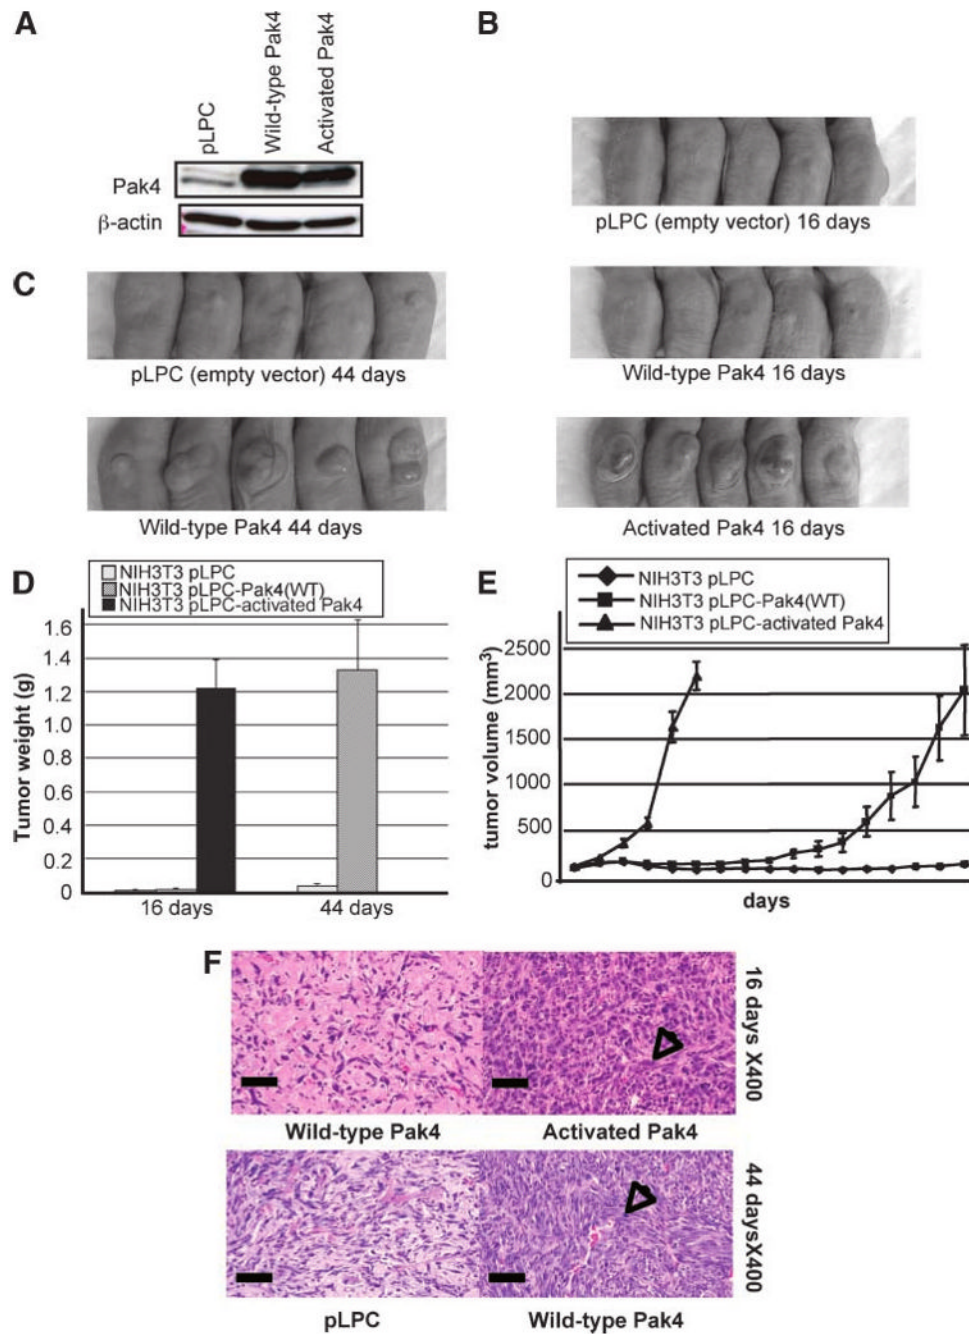 A
pLPC
Wild-type Pak4
Activated Pak4
Pak4
β-actin
B
pLPC (empty vector) 16 days
Wild-type Pak4 16 days
Activated Pak4 16 days
C
pLPC (empty vector) 44 days
Wild-type Pak4 44 days
D
NIH3T3 pLPC
NIH3T3 pLPC-Pak4(WT)
NIH3T3 pLPC-activated Pak4
Tumor weight (g)
1.6
1.4
1.2
1.0
0.8
0.6
0.4
0.2
0
16 days
44 days
E
NIH3T3 pLPC
NIH3T3 pLPC-Pak4(WT)
NIH3T3 pLPC-activated Pak4
tumor volume (mm³)
2500
2000
1500
1000
500
0
days
F
Wild-type Pak4
Activated Pak4
16 days X400
pLPC
Wild-type Pak4
44 daysX400